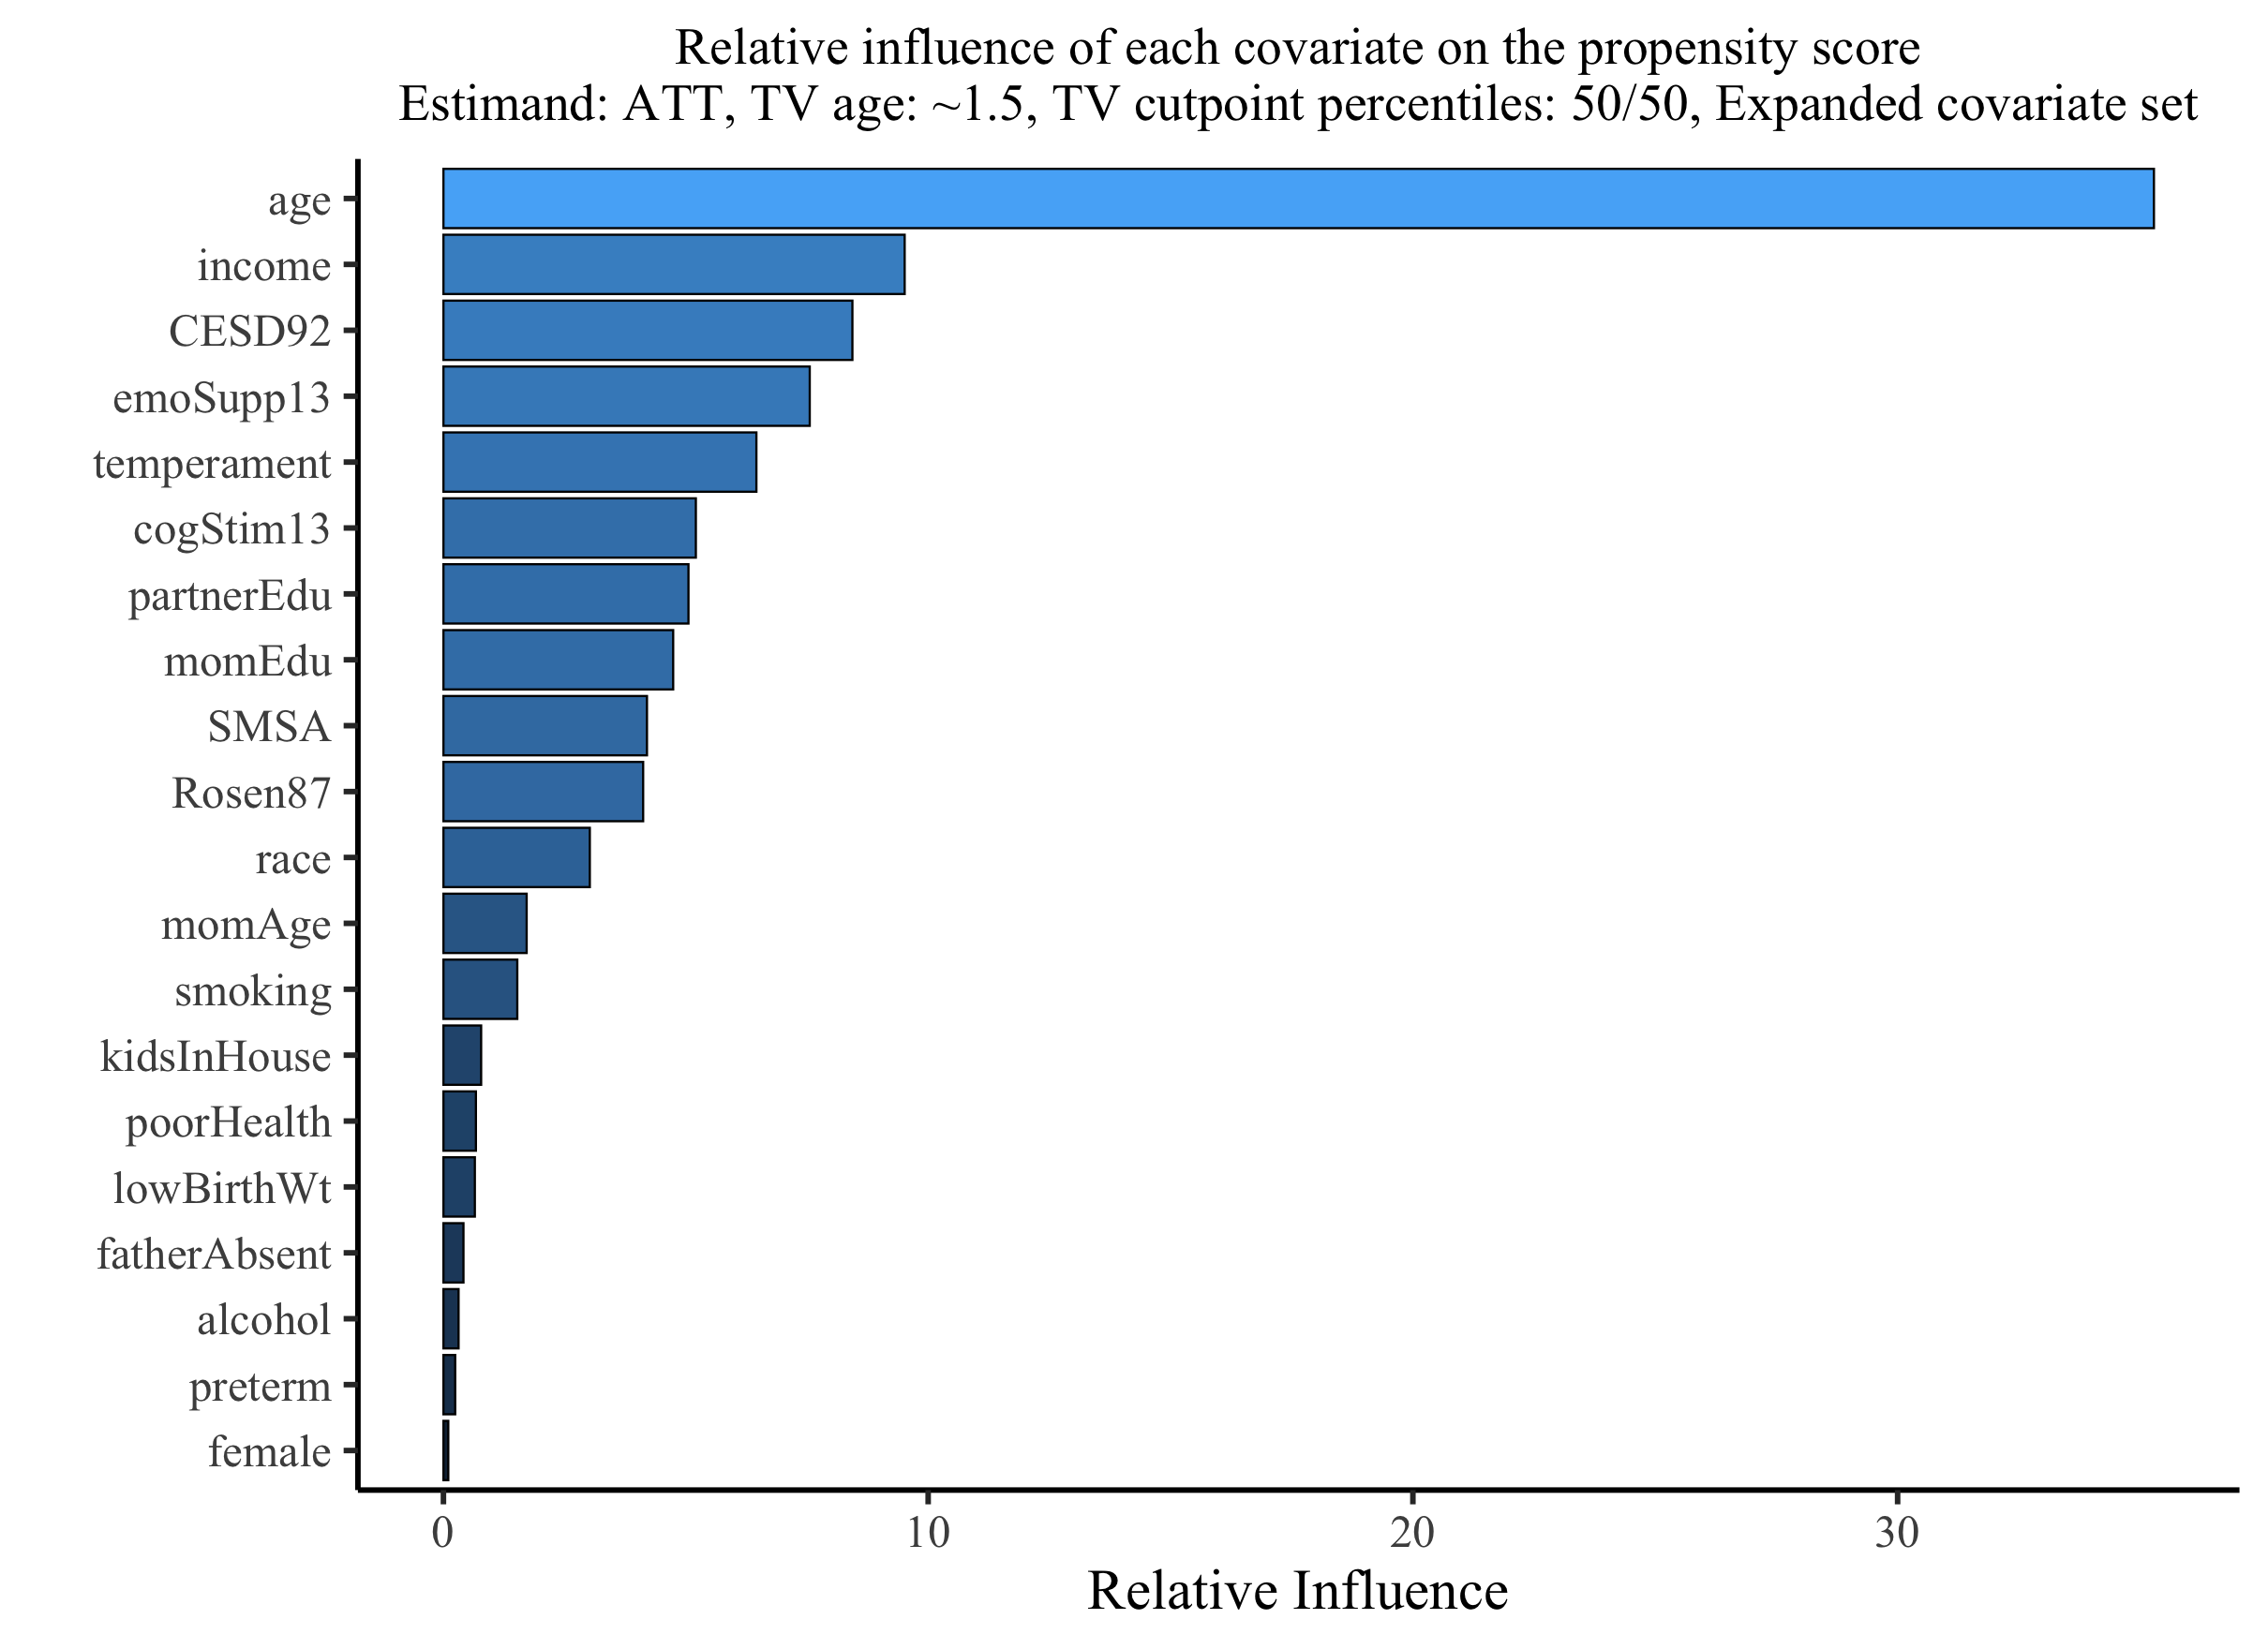 Relative influence of each covariate on the propensity score
Estimand: ATT, TV age: ~1.5, TV cutpoint percentiles: 50/50, Expanded covariate set
age
income
CESD92
emoSupp13
temperament
cogStim13
partnerEdu
momEdu
SMSA
Rosen87
race
momAge
smoking
kidsInHouse
poorHealth
lowBirthWt
fatherAbsent
alcohol
preterm
female
0 10 20 30
Relative Influence